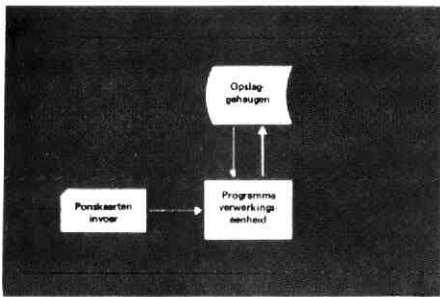 Opslag-
geheugen
Programma
verwerkings-
eenheid
Ponskaarten
invoer